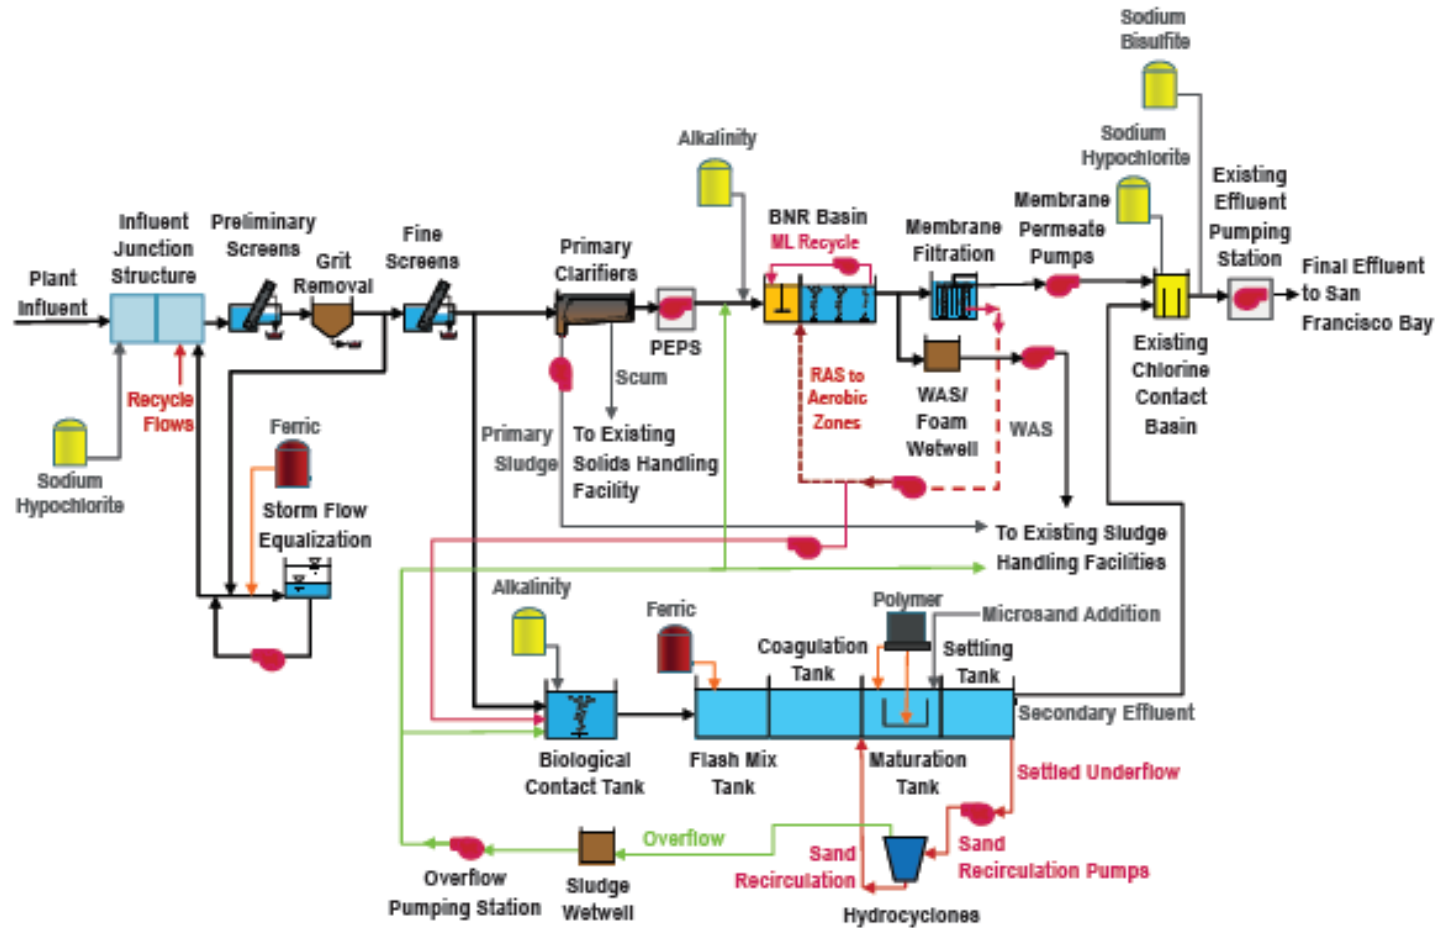 Sodium
Bisulfite
Sodium
Hypochlorite
Alkalinity
Existing
Effluent
Pumping
Station
Membrane
Permeate
Pumps
BNR Basin
ML Recycle
Membrane
Filtration
Influent
Junction
Structure
Preliminary
Screens
Grit
Removal
Fine
Screens
Primary
Clarifiers
Plant
Influent
Final Effluent
to San
Francisco Bay
PEPS
Existing
Chlorine
Contact
Basin
Recycle
Flows
Scum
RAS to
Aerobic
Zones
WAS/
Foam
Wetwell
WAS
Ferric
Primary
Sludge
To Existing
Solids Handling
Facility
Sodium
Hypochlorite
Storm Flow
Equalization
To Existing Sludge
Handling Facilities
Alkalinity
Ferric
Polymer
Microsand Addition
Coagulation
Tank
Settling
Tank
Secondary Effluent
Biological
Contact Tank
Flash Mix
Tank
Maturation
Tank
Settled Underflow
Overflow
Sand
Recirculation
Sand
Recirculation Pumps
Overflow
Pumping Station
Sludge
Wetwell
Hydrocyclones